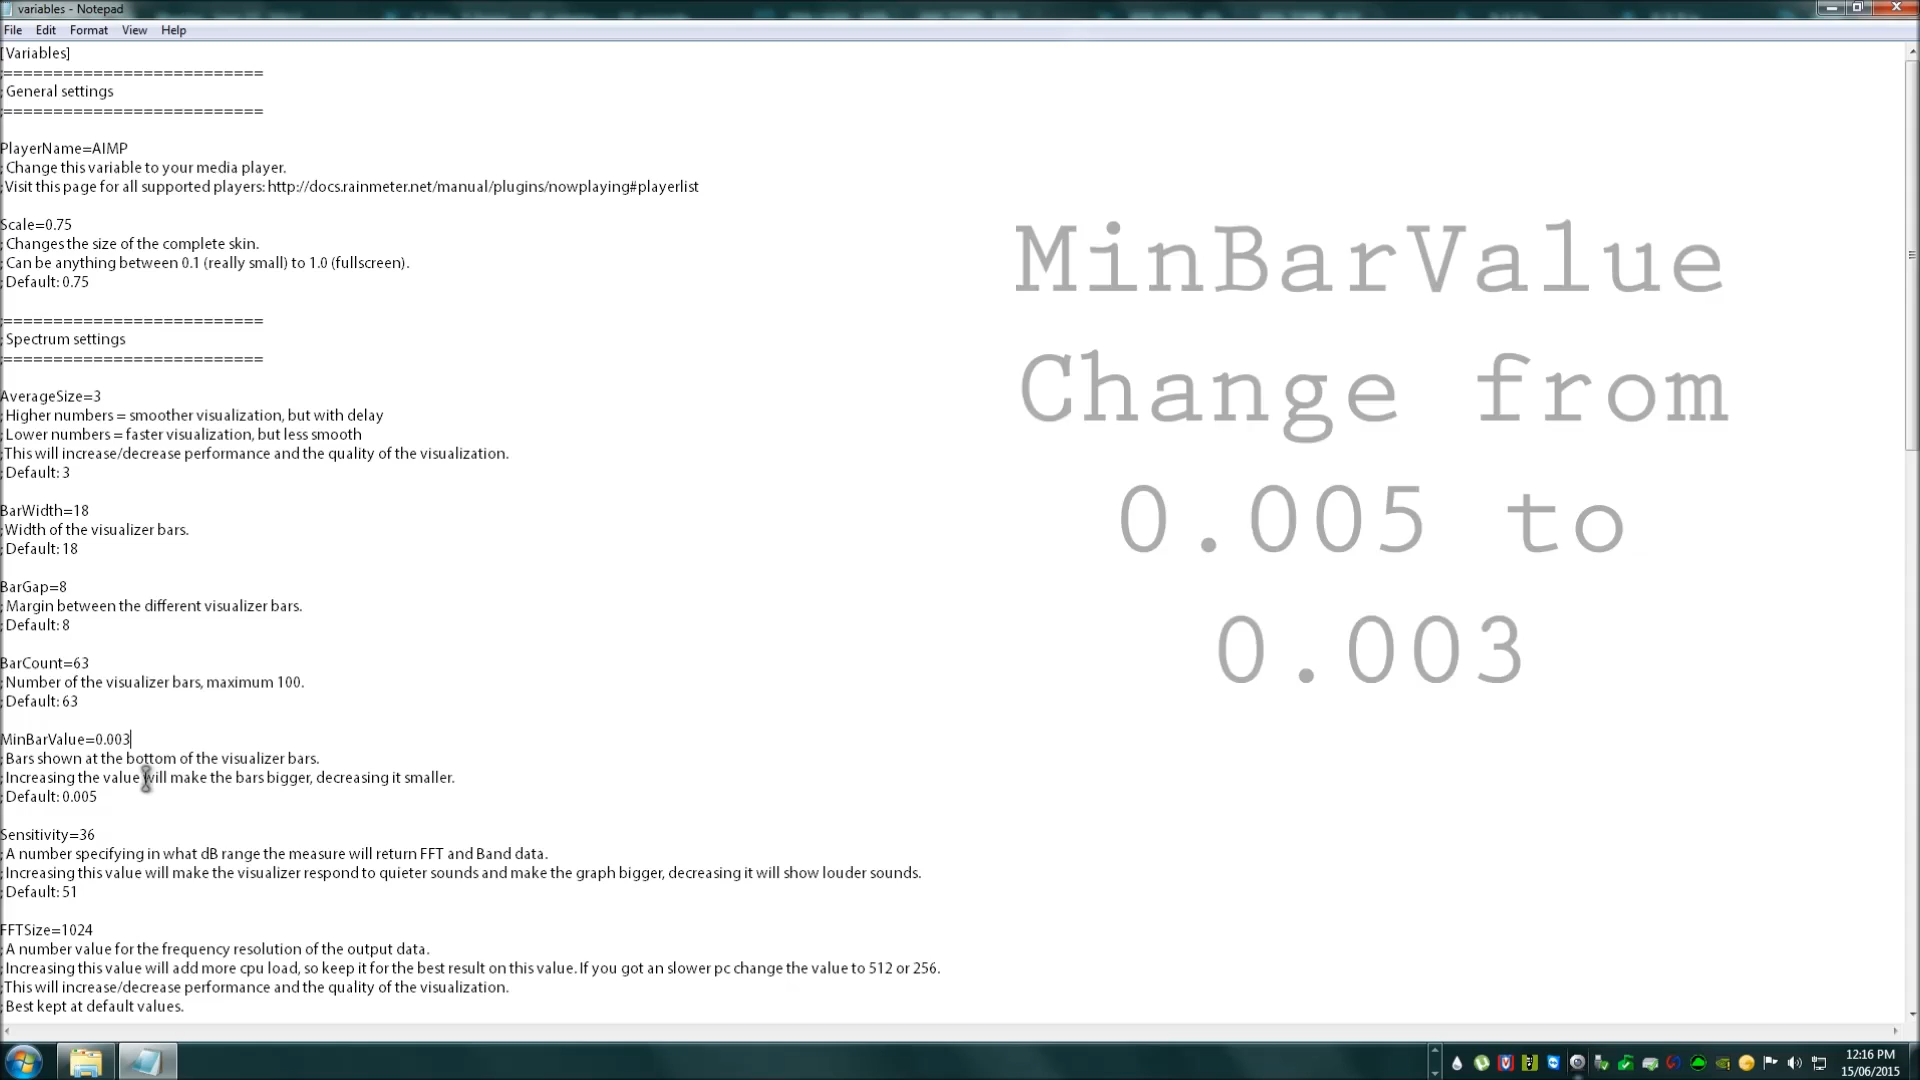 variables - Notepad
File Edit Format View Help
[Variables]
;==========================
; General settings
;==========================
PlayerName=AIMP
; Change this variable to your media player.
;Visit this page for all supported players: http://docs.rainmeter.net/manual/plugins/nowplaying#playerlist
Scale=0.75
; Changes the size of the complete skin.
; Can be anything between 0.1 (really small) to 1.0 (fullscreen).
; Default: 0.75
;==========================
; Spectrum settings
;==========================
AverageSize=3
; Higher numbers = smoother visualization, but with delay
; Lower numbers = faster visualization, but less smooth
;This will increase/decrease performance and the quality of the visualization.
; Default: 3
BarWidth=18
;Width of the visualizer bars.
; Default: 18
BarGap=8
; Margin between the different visualizer bars.
; Default: 8
BarCount=63
; Number of the visualizer bars, maximum 100.
; Default: 63
MinBarValue=0.003
; Bars shown at the bottom of the visualizer bars.
; Increasing the value will make the bars bigger, decreasing it smaller.
; Default: 0.005
Sensitivity=36
; A number specifying in what dB range the measure will return FFT and Band data.
; Increasing this value will make the visualizer respond to quieter sounds and make the graph bigger, decreasing it will show louder sounds.
; Default: 51
FFTSize=1024
; A number value for the frequency resolution of the output data.
; Increasing this value will add more cpu load, so keep it for the best result on this value. If you got an slower pc change the value to 512 or 256.
;This will increase/decrease performance and the quality of the visualization.
; Best kept at default values.
MinBarValue
Change from
0.005 to
0.003
12:16 PM
15/06/2015